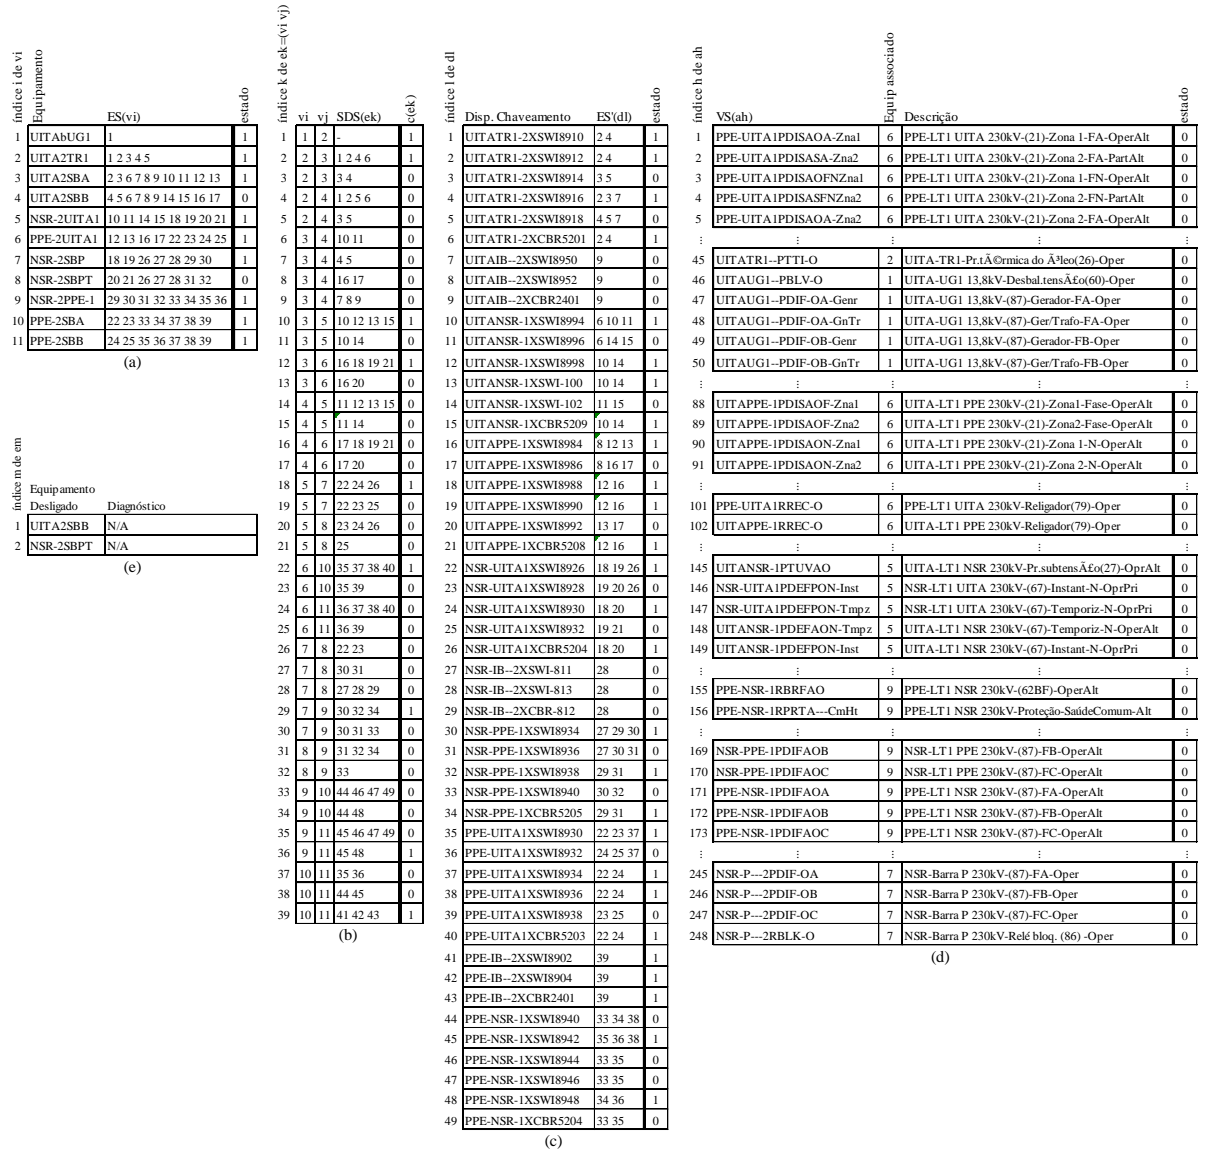 índice i de vi Equipamento ES(vi) estado
1 UITAbUG1 1 1
2 UITA2TR1 1 2 3 4 5 1
3 UITA2SBA 2 3 6 7 8 9 10 11 12 13 1
4 UITA2SBB 4 5 6 7 8 9 14 15 16 17 0
5 NSR-2UITA1 10 11 14 15 18 19 20 21 1
6 PPE-2UITA1 12 13 16 17 22 23 24 25 1
7 NSR-2SBP 18 19 26 27 28 29 30 1
8 NSR-2SBPT 20 21 26 27 28 31 32 0
9 NSR-2PPE-1 29 30 31 32 33 34 35 36 1
10 PPE-2SBA 22 23 33 34 37 38 39 1
11 PPE-2SBB 24 25 35 36 37 38 39 1
(a)
índice m de em Equipamento
Desligado Diagnóstico
1 UITA2SBB N/A
2 NSR-2SBPT N/A
(e)
índice k de ek=(vi vj) vi vj SDS(ek) c(ek)
1 1 2 - 1
2 2 3 1 2 4 6 1
3 2 3 3 4 0
4 2 4 1 2 5 6 0
5 2 4 3 5 0
6 3 4 10 11 0
7 3 4 4 5 0
8 3 4 16 17 0
9 3 4 7 8 9 0
10 3 5 10 12 13 15 1
11 3 5 10 14 0
12 3 6 16 18 19 21 1
13 3 6 16 20 0
14 4 5 11 12 13 15 0
15 4 5 11 14 0
16 4 6 17 18 19 21 0
17 4 6 17 20 0
18 5 7 22 24 26 1
19 5 7 22 23 25 0
20 5 8 23 24 26 0
21 5 8 25 0
22 6 10 35 37 38 40 1
23 6 10 35 39 0
24 6 11 36 37 38 40 0
25 6 11 36 39 0
26 7 8 22 23 0
27 7 8 30 31 0
28 7 8 27 28 29 0
29 7 9 30 32 34 1
30 7 9 30 31 33 0
31 8 9 31 32 34 0
32 8 9 33 0
33 9 10 44 46 47 49 0
34 9 10 44 48 0
35 9 11 45 46 47 49 0
36 9 11 45 48 1
37 10 11 35 36 0
38 10 11 44 45 0
39 10 11 41 42 43 1
(b)
índice l de dl Disp. Chaveamento ES'(dl) estado
1 UITATR1-2XSWI8910 2 4 1
2 UITATR1-2XSWI8912 2 4 1
3 UITATR1-2XSWI8914 3 5 0
4 UITATR1-2XSWI8916 2 3 7 1
5 UITATR1-2XSWI8918 4 5 7 0
6 UITATR1-2XCBR5201 2 4 1
7 UITAIB--2XSWI8950 9 0
8 UITAIB--2XSWI8952 9 0
9 UITAIB--2XCBR2401 9 0
10 UITANSR-1XSWI8994 6 10 11 1
11 UITANSR-1XSWI8996 6 14 15 0
12 UITANSR-1XSWI8998 10 14 1
13 UITANSR-1XSWI-100 10 14 1
14 UITANSR-1XSWI-102 11 15 0
15 UITANSR-1XCBR5209 10 14 1
16 UITAPPE-1XSWI8984 8 12 13 1
17 UITAPPE-1XSWI8986 8 16 17 0
18 UITAPPE-1XSWI8988 12 16 1
19 UITAPPE-1XSWI8990 12 16 1
20 UITAPPE-1XSWI8992 13 17 0
21 UITAPPE-1XCBR5208 12 16 1
22 NSR-UITA1XSWI8926 18 19 26 1
23 NSR-UITA1XSWI8928 19 20 26 0
24 NSR-UITA1XSWI8930 18 20 1
25 NSR-UITA1XSWI8932 19 21 0
26 NSR-UITA1XCBR5204 18 20 1
27 NSR-IB--2XSWI-811 28 0
28 NSR-IB--2XSWI-813 28 0
29 NSR-IB--2XCBR-812 28 0
30 NSR-PPE-1XSWI8934 27 29 30 1
31 NSR-PPE-1XSWI8936 27 30 31 0
32 NSR-PPE-1XSWI8938 29 31 1
33 NSR-PPE-1XSWI8940 30 32 0
34 NSR-PPE-1XCBR5205 29 31 1
35 PPE-UITA1XSWI8930 22 23 37 1
36 PPE-UITA1XSWI8932 24 25 37 0
37 PPE-UITA1XSWI8934 22 24 1
38 PPE-UITA1XSWI8936 22 24 1
39 PPE-UITA1XSWI8938 23 25 0
40 PPE-UITA1XCBR5203 22 24 1
41 PPE-IB--2XSWI8902 39 1
42 PPE-IB--2XSWI8904 39 1
43 PPE-IB--2XCBR2401 39 1
44 PPE-NSR-1XSWI8940 33 34 38 0
45 PPE-NSR-1XSWI8942 35 36 38 1
46 PPE-NSR-1XSWI8944 33 35 0
47 PPE-NSR-1XSWI8946 33 35 0
48 PPE-NSR-1XSWI8948 34 36 1
49 PPE-NSR-1XCBR5204 33 35 0
(c)
índice h de ah VS(ah) Equip associado Descrição estado
1 PPE-UITA1PDISAOA-Zna1 6 PPE-LT1 UITA 230kV-(21)-Zona 1-FA-OperAlt 0
2 PPE-UITA1PDISASA-Zna2 6 PPE-LT1 UITA 230kV-(21)-Zona 2-FA-PartAlt 0
3 PPE-UITA1PDISAOFNZna1 6 PPE-LT1 UITA 230kV-(21)-Zona 1-FN-OperAlt 0
4 PPE-UITA1PDISASFNZna2 6 PPE-LT1 UITA 230kV-(21)-Zona 2-FN-PartAlt 0
5 PPE-UITA1PDISAOA-Zna2 6 PPE-LT1 UITA 230kV-(21)-Zona 2-FA-OperAlt 0
⋮ ⋮ ⋮ ⋮
45 UITATR1--PTTI-O 2 UITA-TR1-Pr.tÃ©rmica do Ã³leo(26)-Oper 0
46 UITAUG1--PBLV-O 1 UITA-UG1 13,8kV-Desbal.tensÃ£o(60)-Oper 0
47 UITAUG1--PDIF-OA-Genr 1 UITA-UG1 13,8kV-(87)-Gerador-FA-Oper 0
48 UITAUG1--PDIF-OA-GnTr 1 UITA-UG1 13,8kV-(87)-Ger/Trafo-FA-Oper 0
49 UITAUG1--PDIF-OB-Genr 1 UITA-UG1 13,8kV-(87)-Gerador-FB-Oper 0
50 UITAUG1--PDIF-OB-GnTr 1 UITA-UG1 13,8kV-(87)-Ger/Trafo-FB-Oper 0
⋮ ⋮ ⋮ ⋮
88 UITAPPE-1PDISAOF-Zna1 6 UITA-LT1 PPE 230kV-(21)-Zona1-Fase-OperAlt 0
89 UITAPPE-1PDISAOF-Zna2 6 UITA-LT1 PPE 230kV-(21)-Zona2-Fase-OperAlt 0
90 UITAPPE-1PDISAON-Zna1 6 UITA-LT1 PPE 230kV-(21)-Zona 1-N-OperAlt 0
91 UITAPPE-1PDISAON-Zna2 6 UITA-LT1 PPE 230kV-(21)-Zona 2-N-OperAlt 0
⋮ ⋮ ⋮ ⋮
101 PPE-UITA1RREC-O 6 PPE-LT1 UITA 230kV-Religador(79)-Oper 0
102 UITAPPE-1RREC-O 6 UITA-LT1 PPE 230kV-Religador(79)-Oper 0
⋮ ⋮ ⋮ ⋮
145 UITANSR-1PTUVAO 5 UITA-LT1 NSR 230kV-Pr.subtensÃ£o(27)-OprAlt 0
146 NSR-UITA1PDEFPON-Inst 5 NSR-LT1 UITA 230kV-(67)-Instant-N-OprPri 0
147 NSR-UITA1PDEFPON-Tmpz 5 NSR-LT1 UITA 230kV-(67)-Temporiz-N-OprPri 0
148 UITANSR-1PDEFAON-Tmpz 5 UITA-LT1 NSR 230kV-(67)-Temporiz-N-OperAlt 0
149 UITANSR-1PDEFPON-Inst 5 UITA-LT1 NSR 230kV-(67)-Instant-N-OprPri 0
⋮ ⋮ ⋮ ⋮
155 PPE-NSR-1RBRFAO 9 PPE-LT1 NSR 230kV-(62BF)-OperAlt 0
156 PPE-NSR-1RPRTA---CmHt 9 PPE-LT1 NSR 230kV-Proteção-SaúdeComum-Alt 0
⋮ ⋮ ⋮ ⋮
169 NSR-PPE-1PDIFAOB 9 NSR-LT1 PPE 230kV-(87)-FB-OperAlt 0
170 NSR-PPE-1PDIFAOC 9 NSR-LT1 PPE 230kV-(87)-FC-OperAlt 0
171 PPE-NSR-1PDIFAOA 9 PPE-LT1 NSR 230kV-(87)-FA-OperAlt 0
172 PPE-NSR-1PDIFAOB 9 PPE-LT1 NSR 230kV-(87)-FB-OperAlt 0
173 PPE-NSR-1PDIFAOC 9 PPE-LT1 NSR 230kV-(87)-FC-OperAlt 0
⋮ ⋮ ⋮ ⋮
245 NSR-P---2PDIF-OA 7 NSR-Barra P 230kV-(87)-FA-Oper 0
246 NSR-P---2PDIF-OB 7 NSR-Barra P 230kV-(87)-FB-Oper 0
247 NSR-P---2PDIF-OC 7 NSR-Barra P 230kV-(87)-FC-Oper 0
248 NSR-P---2RBLK-O 7 NSR-Barra P 230kV-Relé bloq. (86) -Oper 0
(d)